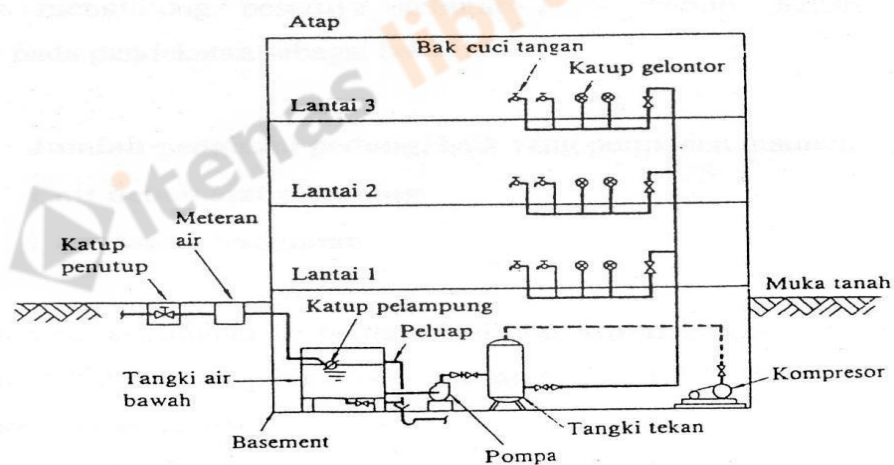 Atap
Bak cuci tangan
Katup gelontor
Lantai 3
Lantai 2
Meteran
air
Katup
penutup
Lantai 1
Muka tanah
Katup pelampung
Peluap
Tangki air
bawah
Kompresor
Tangki tekan
Basement
Pompa
itenas